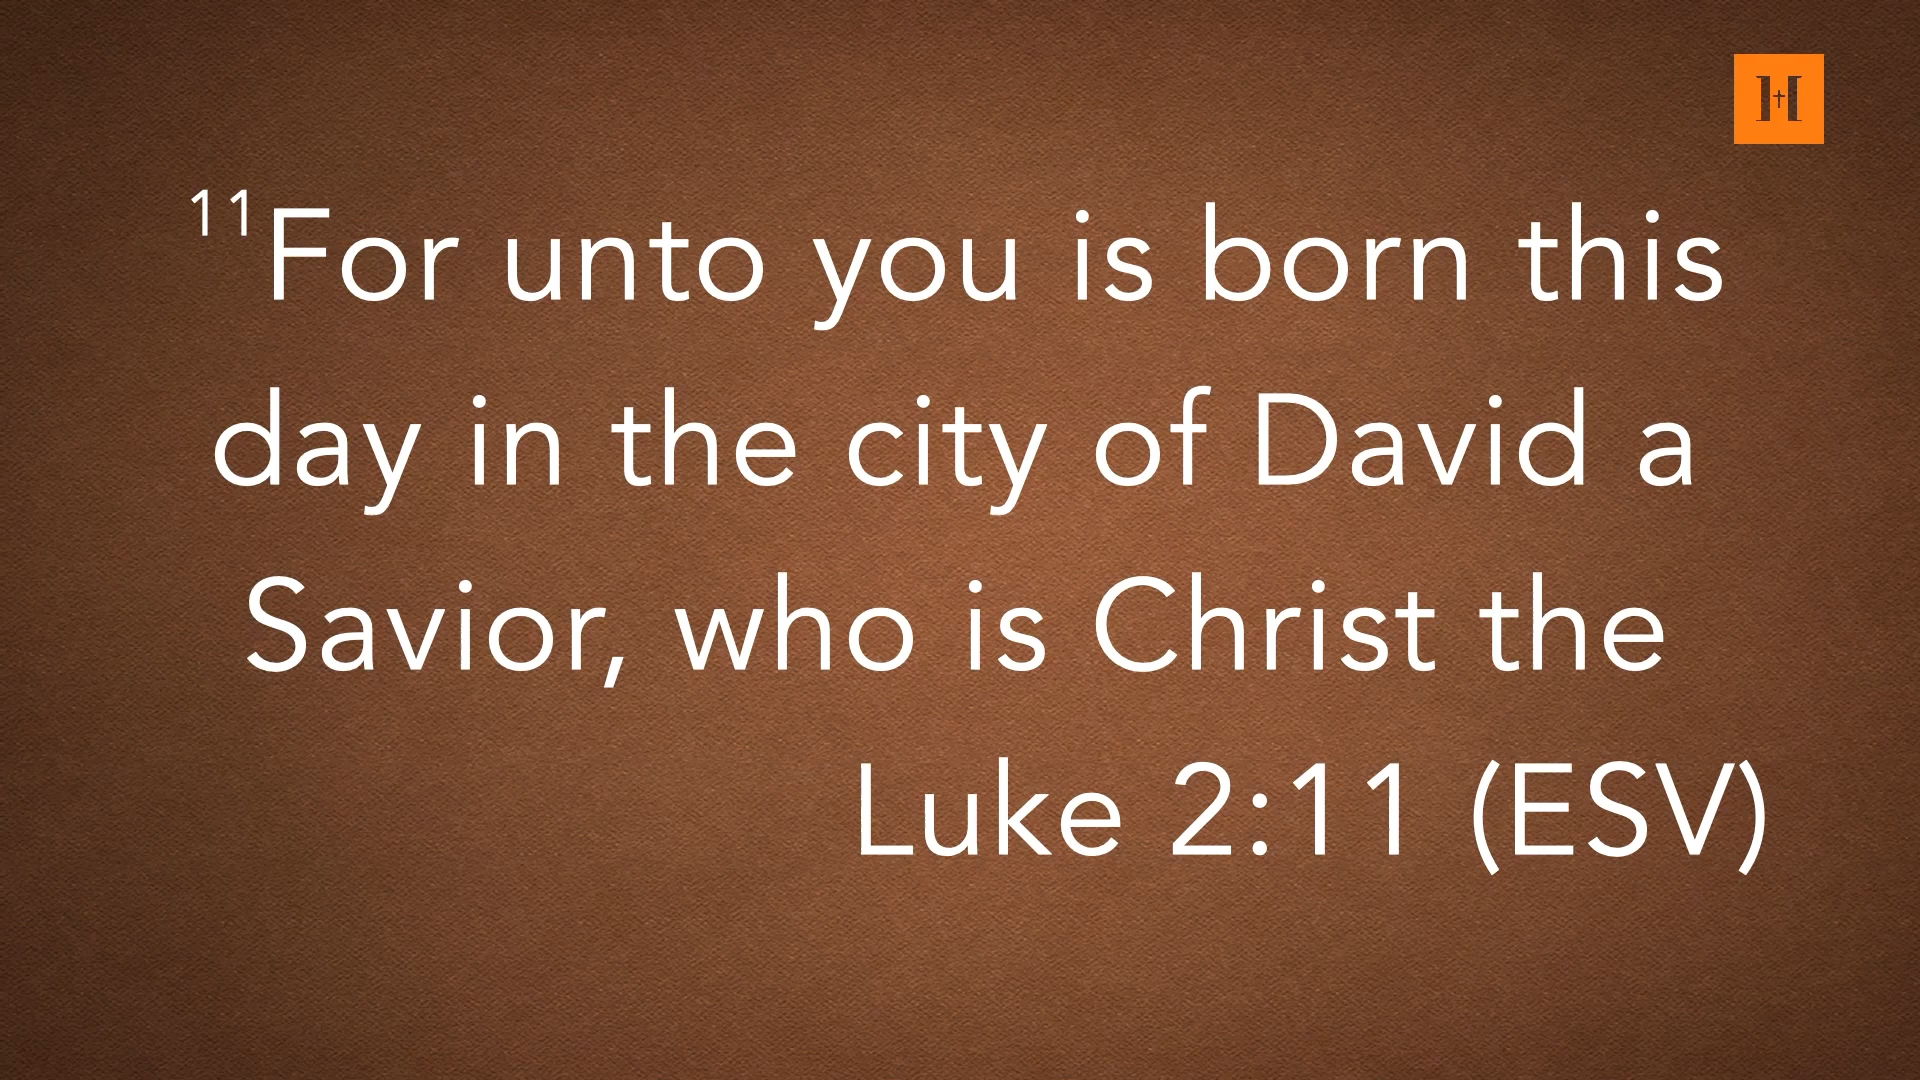 H
11For unto you is born this
day in the city of David a
Savior, who is Christ the
Luke 2:11 (ESV)